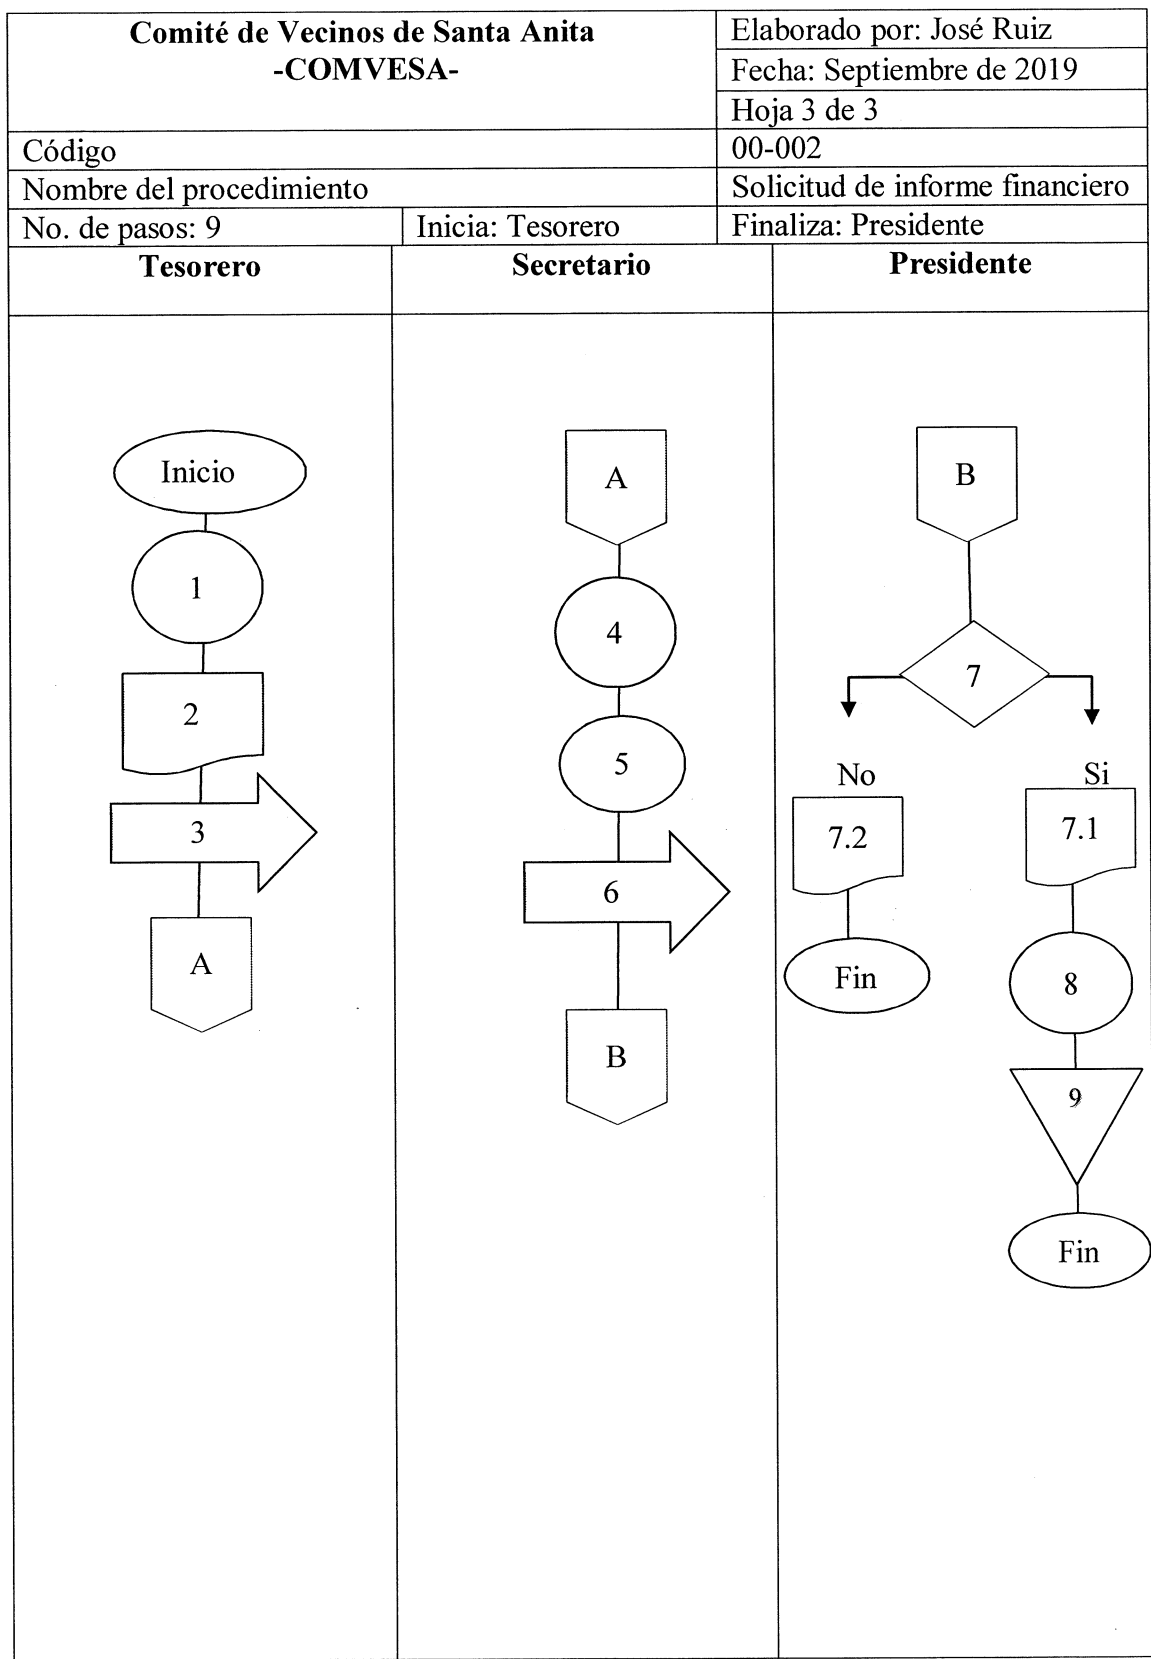 Comité de Vecinos de Santa Anita
-COMVESA-
Elaborado por: José Ruiz
Fecha: Septiembre de 2019
Hoja 3 de 3
Código
00-002
Nombre del procedimiento
Solicitud de informe financiero
No. de pasos: 9
Inicia: Tesorero
Finaliza: Presidente
Tesorero
Secretario
Presidente
Inicio
1
2
3
A
A
4
5
6
B
B
7
No
Si
7.2
7.1
Fin
8
9
Fin